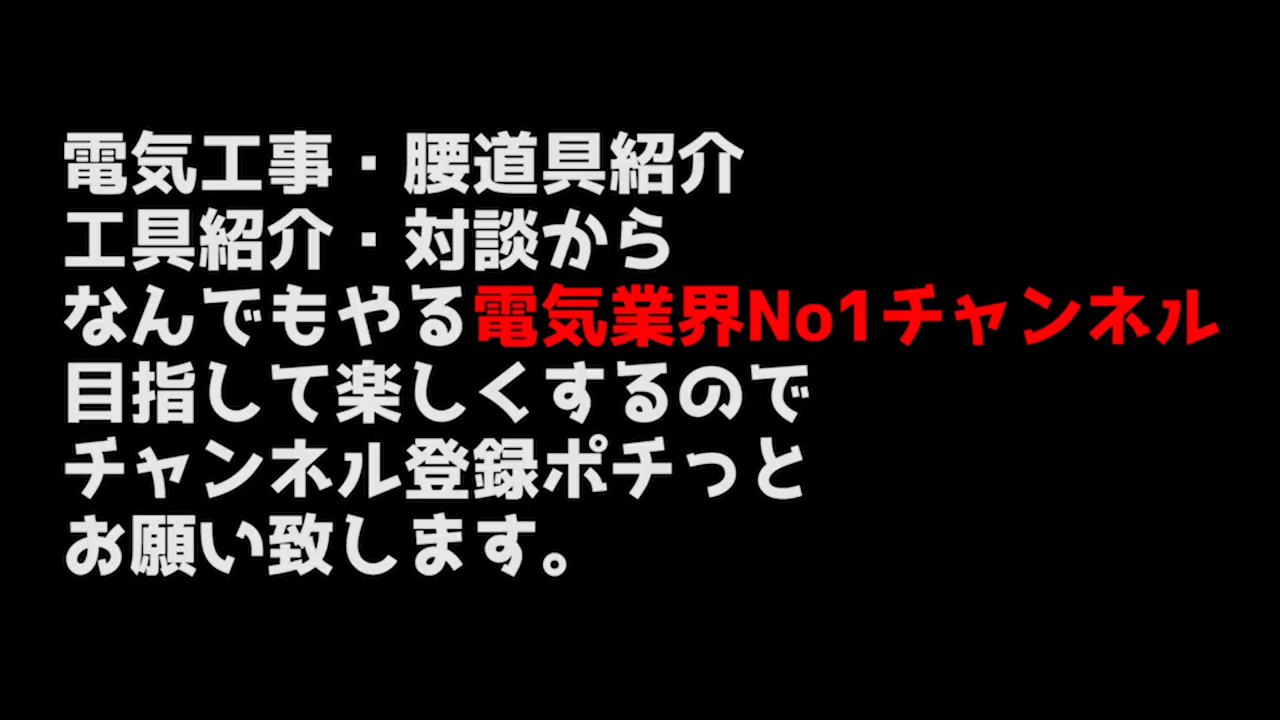 電気工事・腰道具紹介
工具紹介・対談から
なんでもやる電気業界No1チャンネル
目指して楽しくするので
チャンネル登録ポチっと
お願い致します。